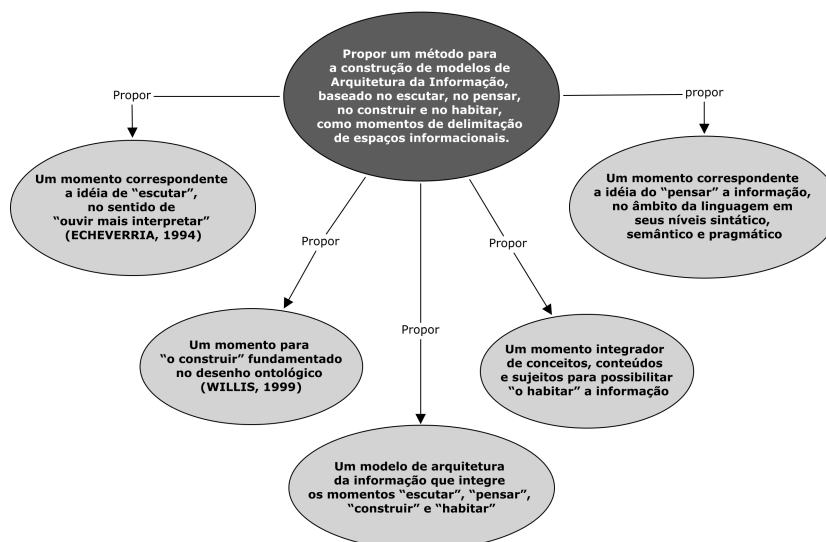 Propor um método para
a construção de modelos de
Arquitetura da Informação,
baseado no escutar, no pensar,
no construir e no habitar,
como momentos de delimitação
de espaços informacionais.
Propor
propor
Um momento correspondente
a idéia de “escutar”,
no sentido de
“ouvir mais interpretar”
(ECHEVERRIA, 1994)
Um momento correspondente
a idéia do “pensar” a informação,
no âmbito da linguagem em
seus níveis sintático,
semântico e pragmático
Propor
Propor
Propor
Um momento para
“o construir” fundamentado
no desenho ontológico
(WILLIS, 1999)
Um momento integrador
de conceitos, conteúdos
e sujeitos para possibilitar
“o habitar” a informação
Um modelo de arquitetura
da informação que integre
os momentos “escutar”, “pensar”,
“construir” e “habitar”